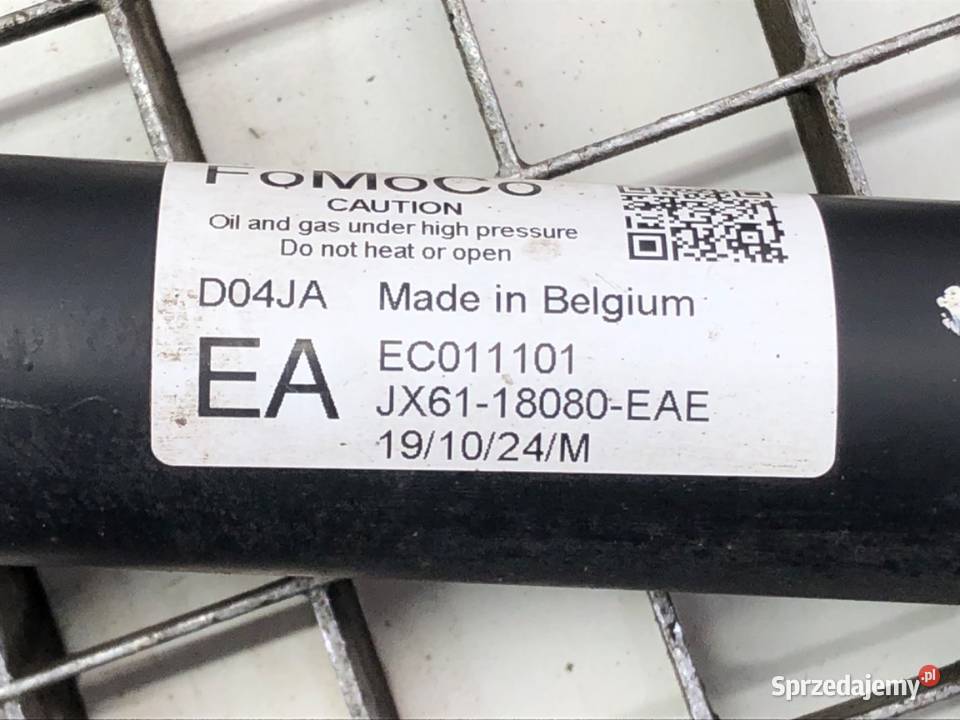 FoMoCo
CAUTION
Oil and gas under high pressure
Do not heat or open
D04JA Made in Belgium
EA
EC011101
JX61-18080-EAE
19/10/24/M
Sprzedajemy.pl